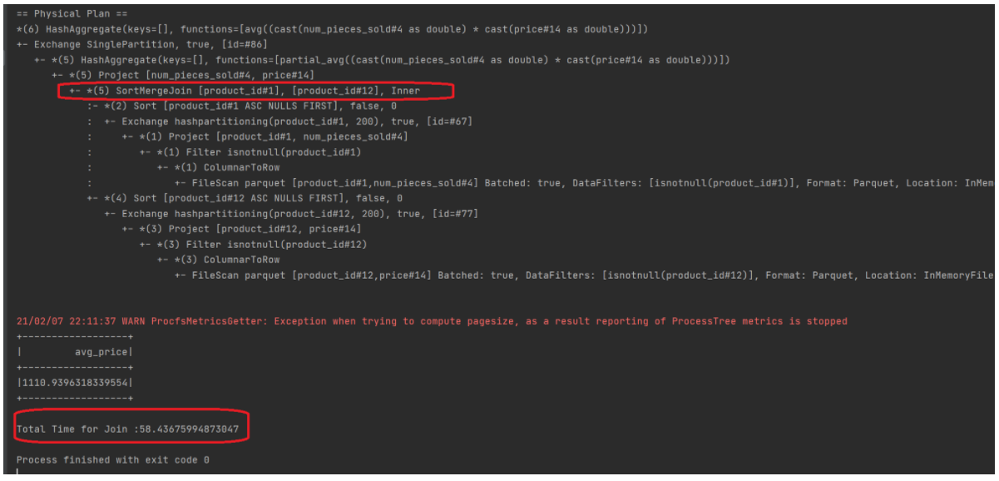 == Physical Plan ==
*(6) HashAggregate(keys=[], functions=[avg((cast(num_pieces_sold#4 as double) * cast(price#14 as double)))])
+- Exchange SinglePartition, true, [id=#86]
   +- *(5) HashAggregate(keys=[], functions=[partial_avg((cast(num_pieces_sold#4 as double) * cast(price#14 as double)))])
      +- *(5) Project [num_pieces_sold#4, price#14]
         +- *(5) SortMergeJoin [product_id#1], [product_id#12], Inner
            :- *(2) Sort [product_id#1 ASC NULLS FIRST], false, 0
            :  +- Exchange hashpartitioning(product_id#1, 200), true, [id=#67]
            :     +- *(1) Project [product_id#1, num_pieces_sold#4]
            :        +- *(1) Filter isnotnull(product_id#1)
            :           +- *(1) ColumnarToRow
            :              +- FileScan parquet [product_id#1,num_pieces_sold#4] Batched: true, DataFilters: [isnotnull(product_id#1)], Format: Parquet, Location: InMem
            +- *(4) Sort [product_id#12 ASC NULLS FIRST], false, 0
               +- Exchange hashpartitioning(product_id#12, 200), true, [id=#77]
                  +- *(3) Project [product_id#12, price#14]
                     +- *(3) Filter isnotnull(product_id#12)
                        +- *(3) ColumnarToRow
                           +- FileScan parquet [product_id#12,price#14] Batched: true, DataFilters: [isnotnull(product_id#12)], Format: Parquet, Location: InMemoryFile
21/02/07 22:11:37 WARN ProcfsMetricsGetter: Exception when trying to compute pagesize, as a result reporting of ProcessTree metrics is stopped
+------------------+
|         avg_price|
+------------------+
|1110.9396318339554|
+------------------+
Total Time for Join :58.43675994873047
Process finished with exit code 0